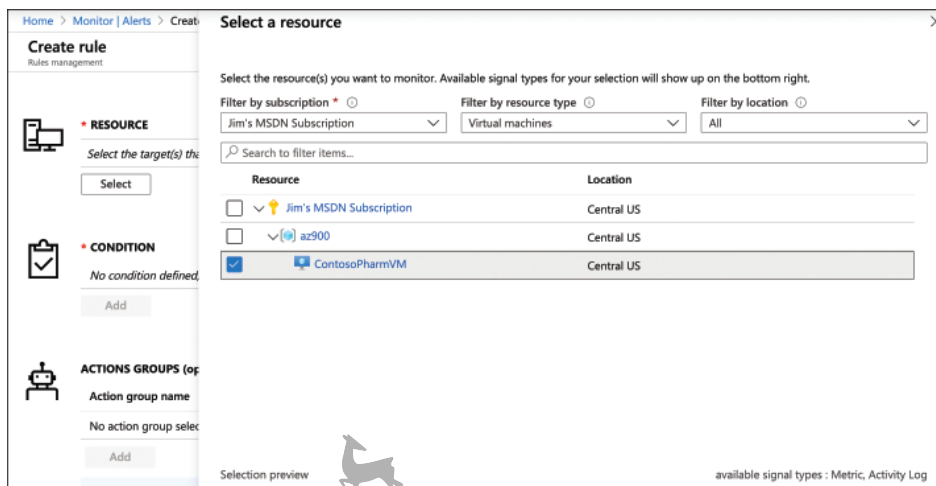 Home > Monitor | Alerts > Create
Create rule
Rules management
* RESOURCE
Select the target(s) tha
Select
* CONDITION
No condition defined,
Add
ACTIONS GROUPS (op
Action group name
No action group selec
Add
Select a resource
Select the resource(s) you want to monitor. Available signal types for your selection will show up on the bottom right.
Filter by subscription * Filter by resource type Filter by location
Jim's MSDN Subscription Virtual machines All
Search to filter items...
Resource Location
Jim's MSDN Subscription Central US
az900 Central US
ContosoPharmVM Central US
Selection preview available signal types : Metric, Activity Log